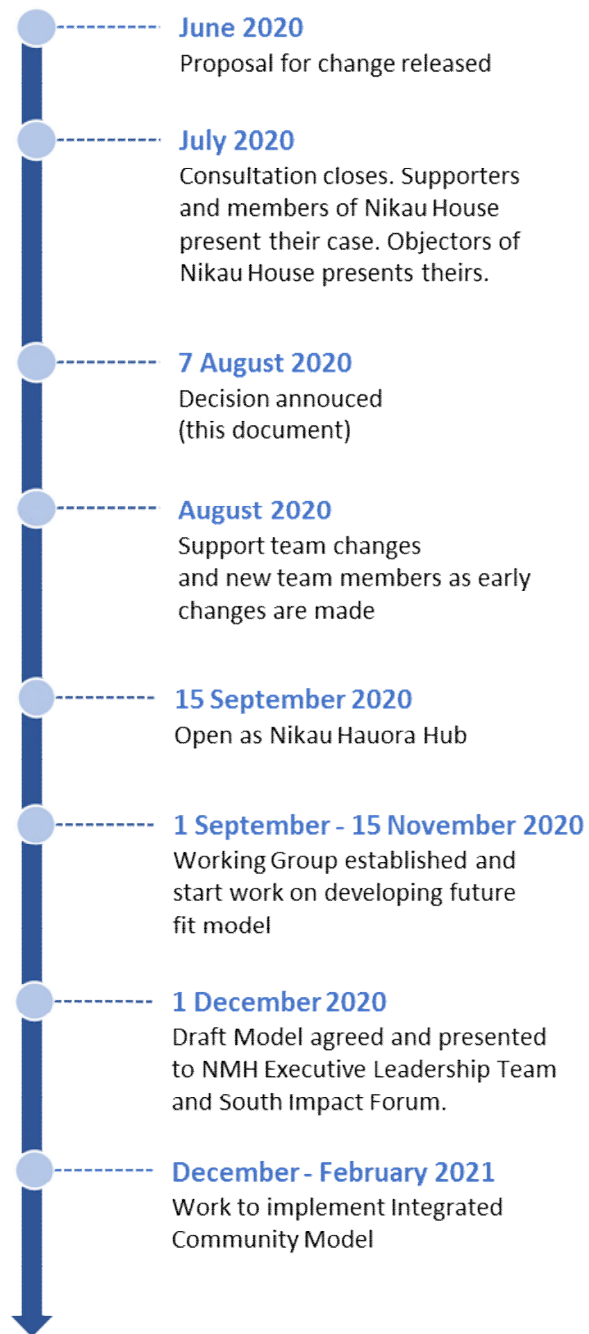 June 2020
Proposal for change released
July 2020
Consultation closes. Supporters
and members of Nikau House
present their case. Objectors of
Nikau House presents theirs.
7 August 2020
Decision annouced
(this document)
August 2020
Support team changes
and new team members as early
changes are made
15 September 2020
Open as Nikau Hauora Hub
1 September - 15 November 2020
Working Group established and
start work on developing future
fit model
1 December 2020
Draft Model agreed and presented
to NMH Executive Leadership Team
and South Impact Forum.
December - February 2021
Work to implement Integrated
Community Model